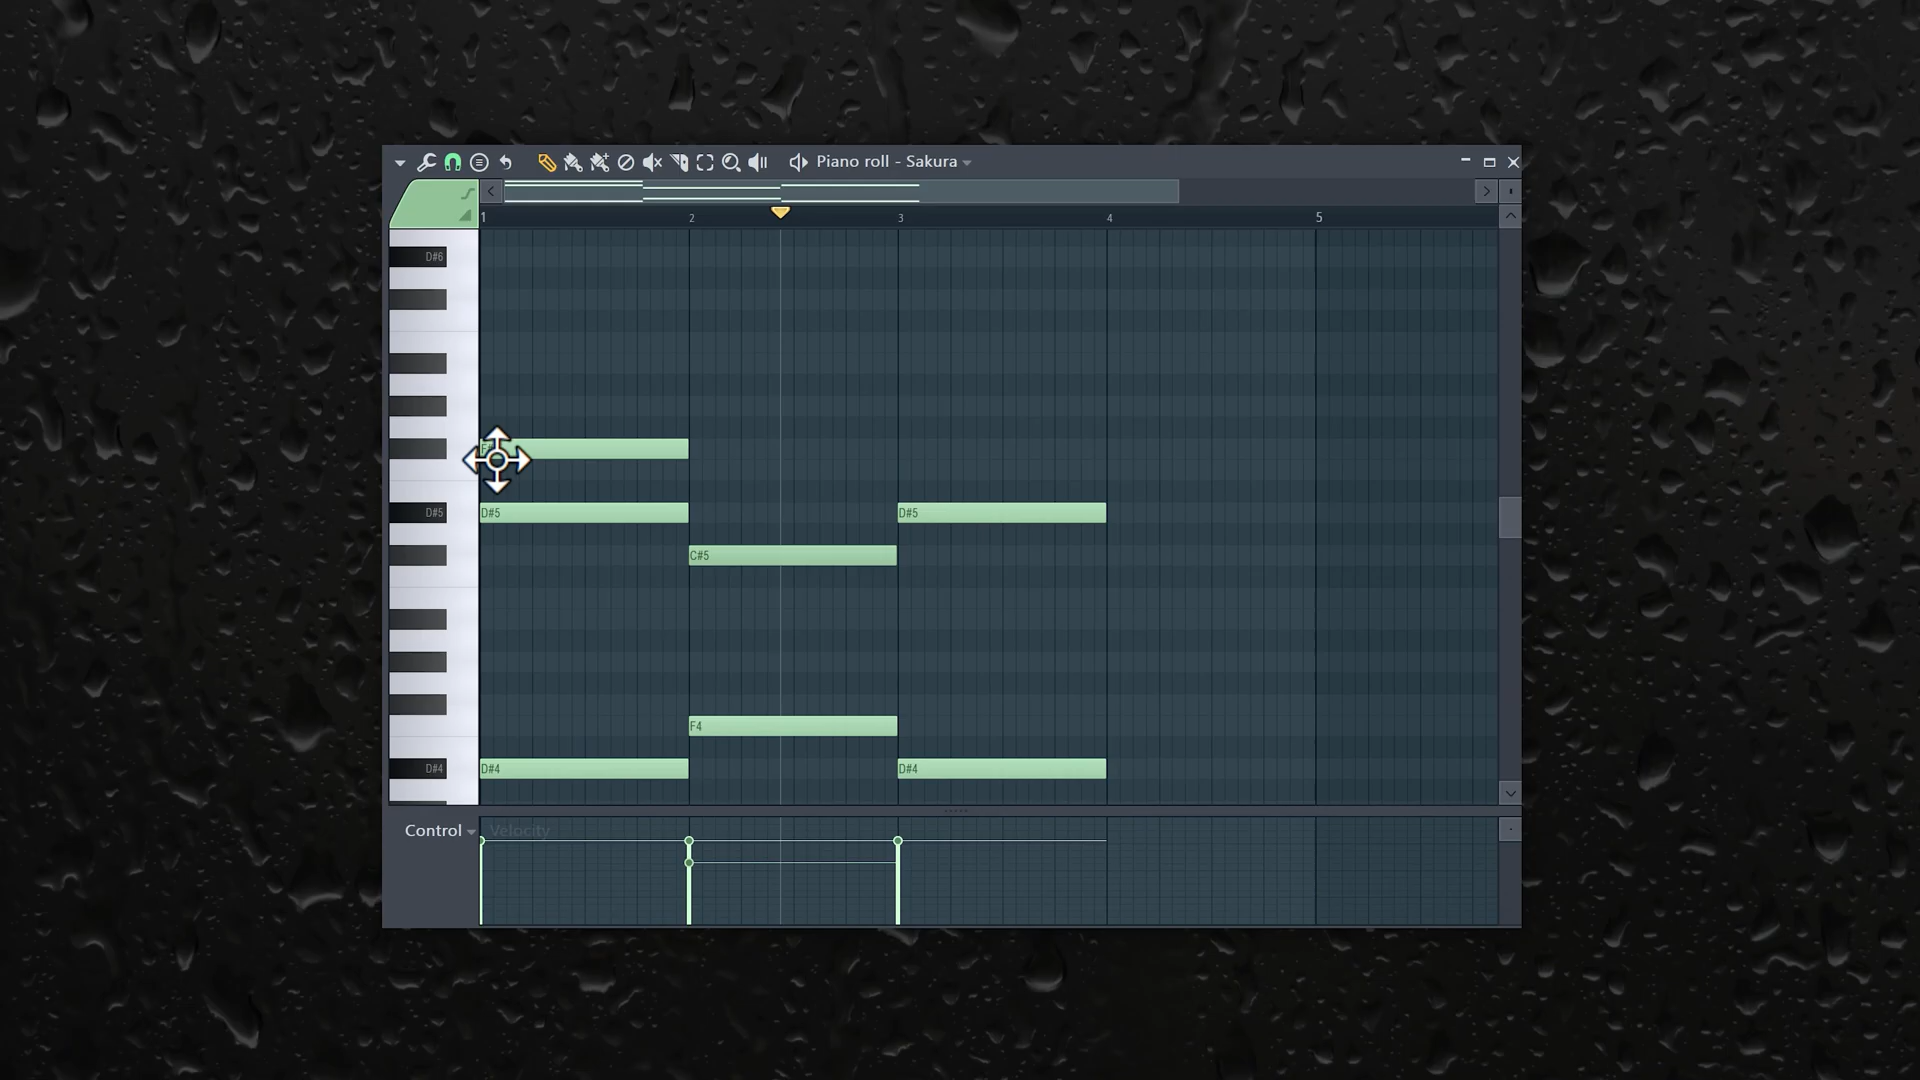 Piano roll - Sakura
1 2 3 4 5
D#6
D#5 D#5 D#5
C#5
F4
D#4 D#4 D#4
Control Velocity